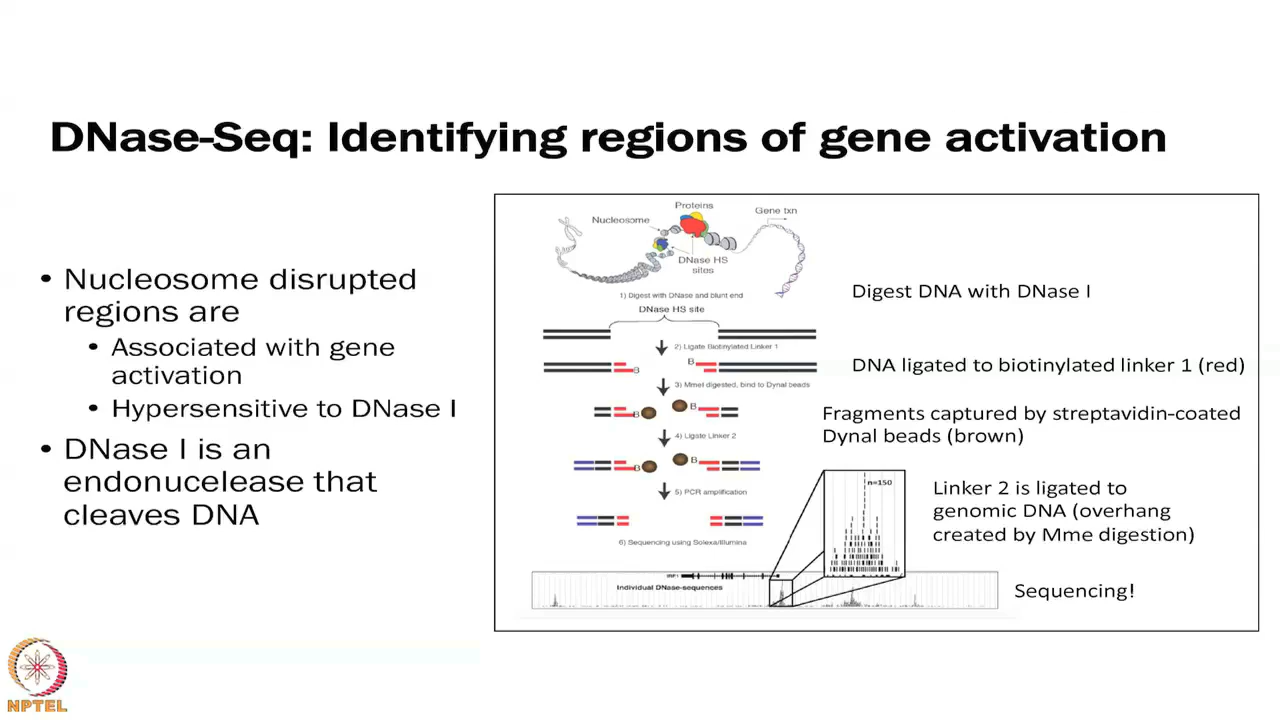 DNase-Seq: Identifying regions of gene activation
• Nucleosome disrupted
regions are
• Associated with gene
activation
• Hypersensitive to DNase I
• DNase I is an
endonucelease that
cleaves DNA
Proteins
Nucleosome
Gene txn
DNase HS
sites
1) Digest with DNase and blunt end
DNase HS site
2) Ligate Biotinylated Linker 1
B
B
3) MmeI digested, bind to Dynal beads
B
B
4) Ligate Linker 2
B
B
5) PCR amplification
6) Sequencing using Solexa/Illumina
n=150
IRF1
Individual DNase-sequences
Digest DNA with DNase I
DNA ligated to biotinylated linker 1 (red)
Fragments captured by streptavidin-coated
Dynal beads (brown)
Linker 2 is ligated to
genomic DNA (overhang
created by Mme digestion)
Sequencing!
NPTEL